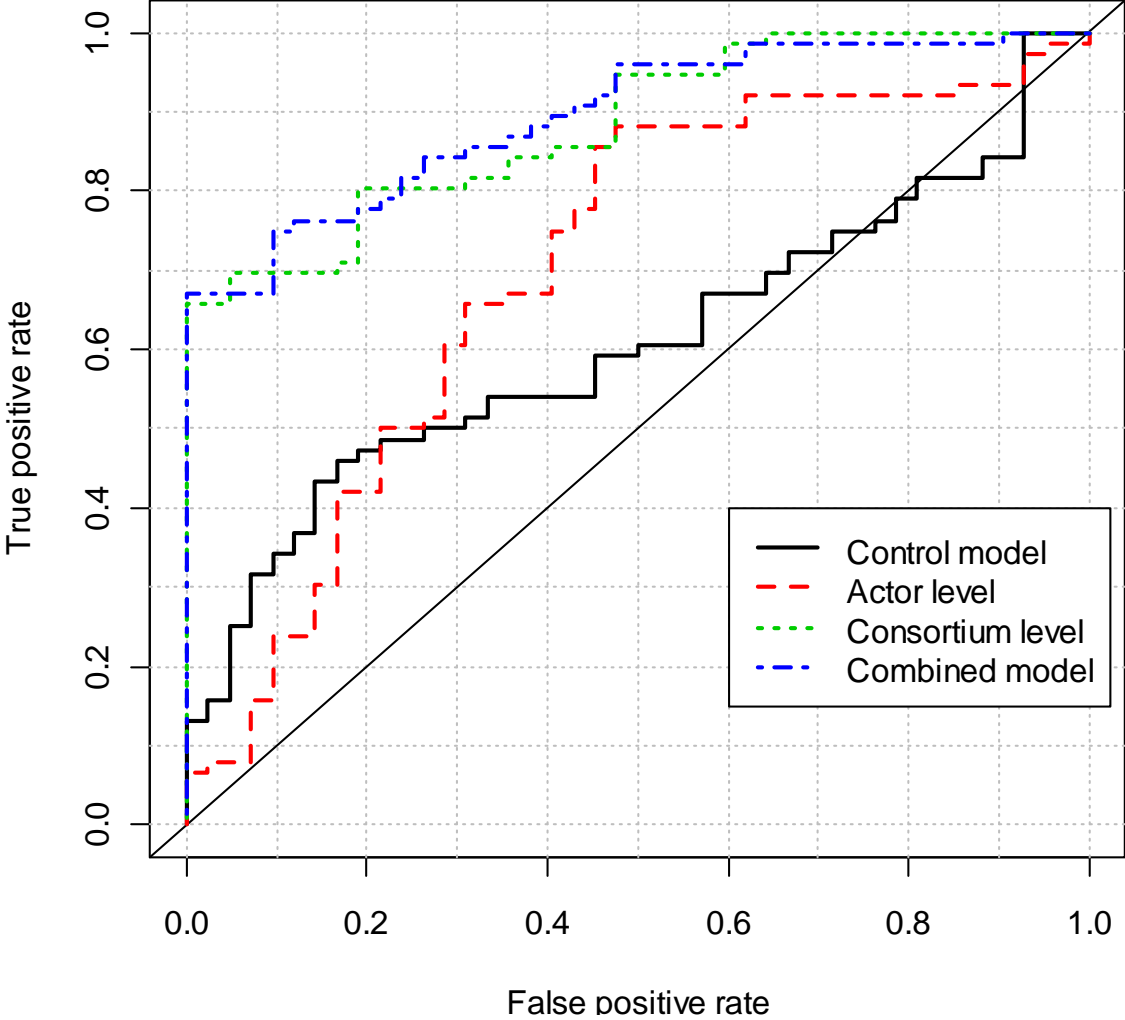 True positive rate
1.0
0.8
0.6
0.4
0.2
0.0
Control model
Actor level
Consortium level
Combined model
0.0 0.2 0.4 0.6 0.8 1.0
False positive rate